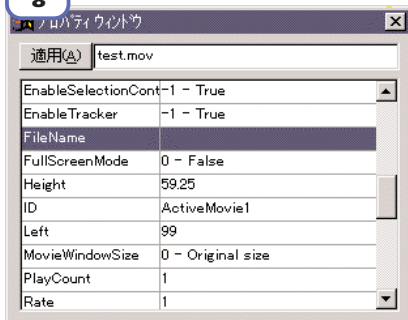 8
プロパティ ウィンドウ
適用(A) test.mov
EnableSelectionCont -1 - True
EnableTracker -1 - True
FileName
FullScreenMode 0 - False
Height 59.25
ID ActiveMovie1
Left 99
MovieWindowSize 0 - Original size
PlayCount 1
Rate 1